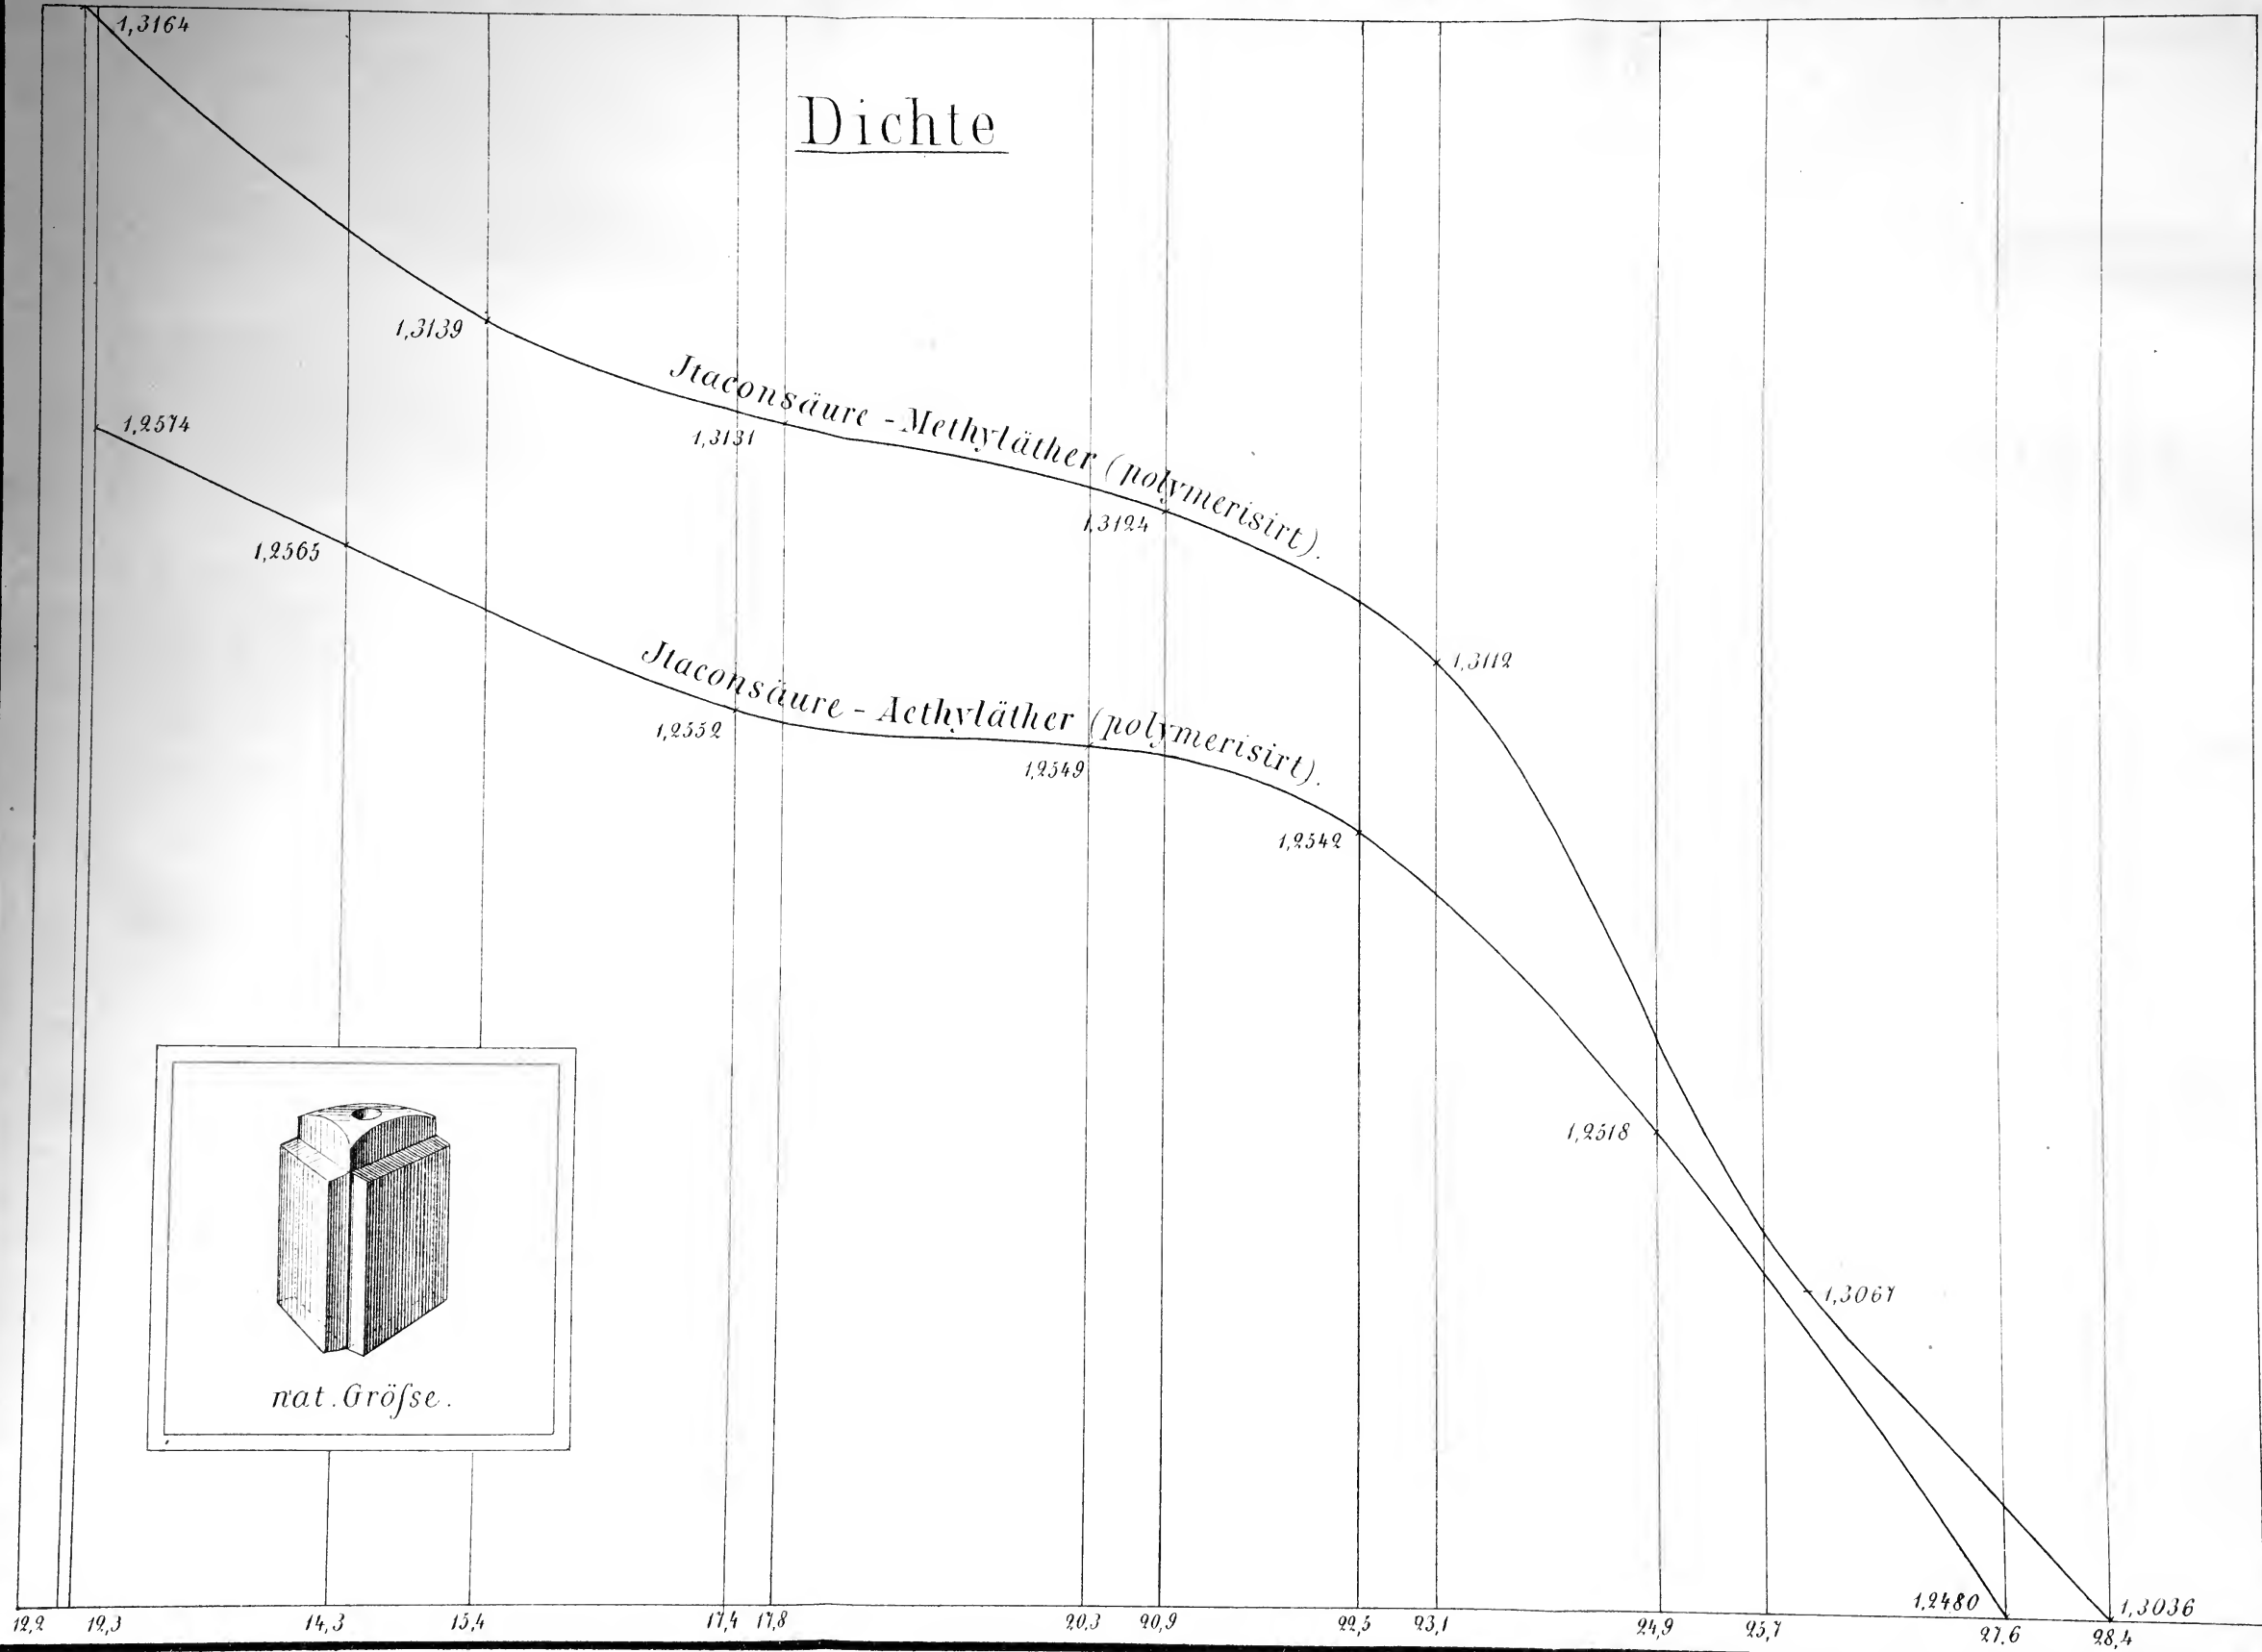 1,3164
Dichte
1,3139
Itaconsäure - Methyläther (polymerisirt).
1,2574
1,3131
1,3124
1,2565
1,3112
Itaconsäure - Aethyläther (polymerisirt).
1,2552
1,2549
1,2542
1,2518
1,3067
nat. Gröſse.
1,2480
1,3036
12,2 12,3 14,3 15,4 17,4 17,8 20,3 20,9 22,5 23,1 24,9 25,7 27,6 28,4